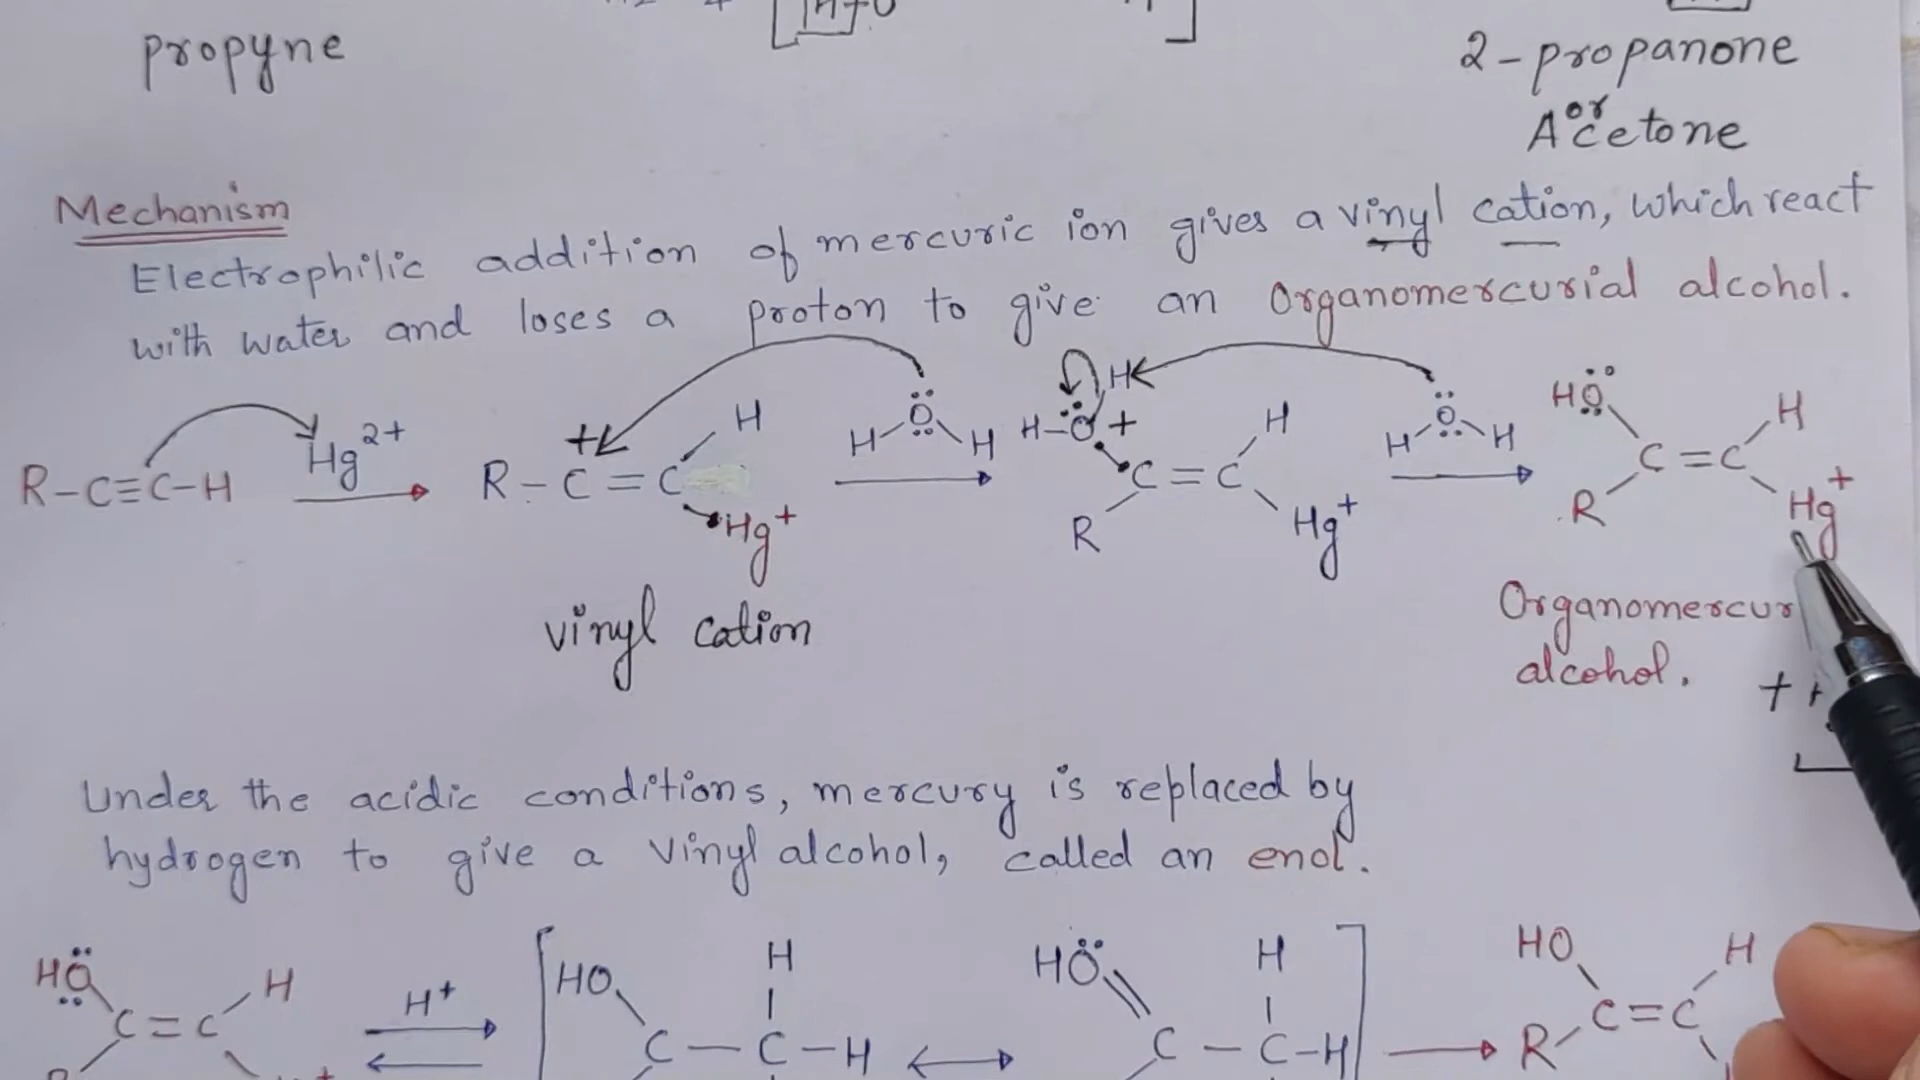 propyne
2-propanone
or
Acetone
Mechanism
Electrophilic addition of mercuric ion gives a vinyl cation, which react
with water and loses a proton to give an Organomercurial alcohol.
R-C≡C-H
Hg2+
R-C=C
+
H
Hg+
H-Ö-H
H-Ö-H
+
C=C
H
R
Hg+
H-Ö-H
HÖ
C=C
H
R
Hg+
vinyl cation
Organomercur
alcohol.
+
Under the acidic conditions, mercury is replaced by
hydrogen to give a vinyl alcohol, called an enol.
HÖ
C=C
H
H+
HO
H
C-C-H
HÖ
H
C-C-H
HO
H
R-C=C